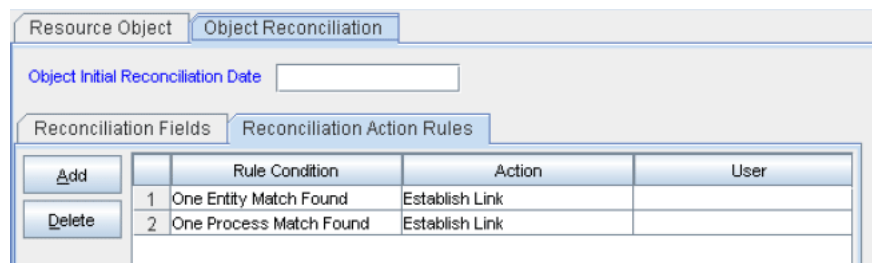 Resource Object Object Reconciliation
Object Initial Reconciliation Date
Reconciliation Fields Reconciliation Action Rules
Add Rule Condition Action User
1 One Entity Match Found Establish Link
Delete 2 One Process Match Found Establish Link